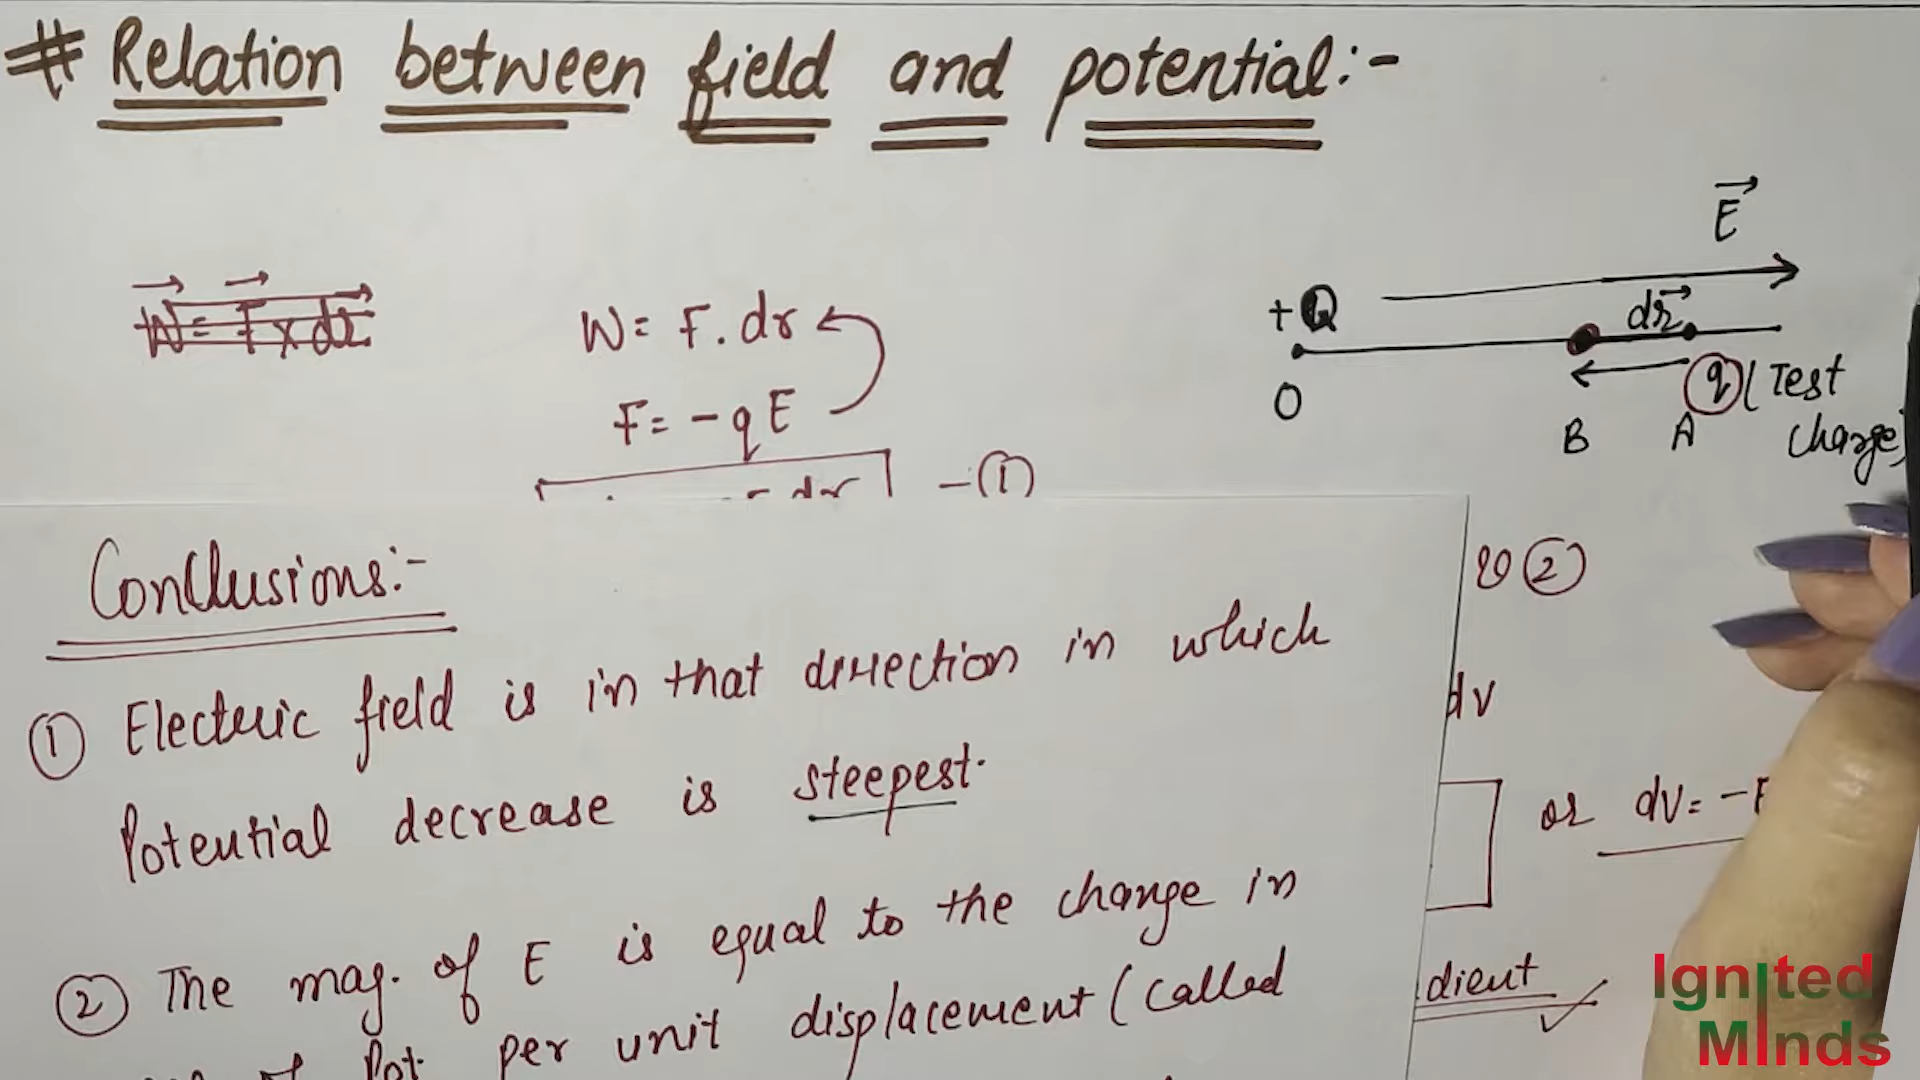 # Relation between field and potential:-
E
W = F x dr
W = F. dr
+Q
dr
F = - q E
O
B
A
q (Test
charge)
- ①
Conclusions:-
②
① Electric field is in that direction in which
dv
Potential decrease is steepest.
or dv = -
② The mag. of E is equal to the change in
dient
Pot. per unit displacement (called
Ignited
Minds